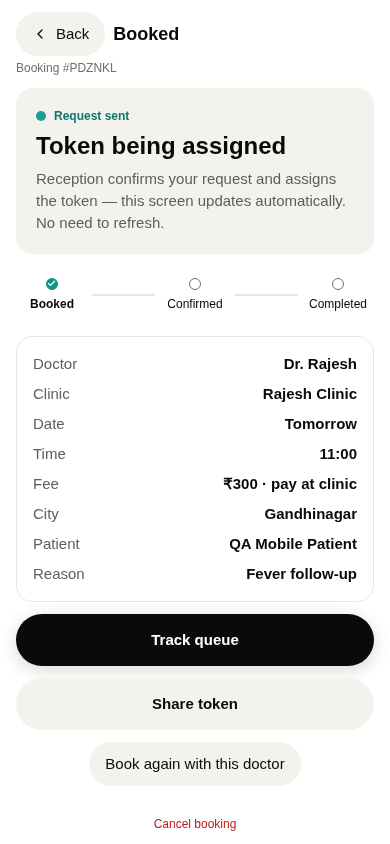 Back Booked
Booking #PDZNKL
Request sent
Token being assigned
Reception confirms your request and assigns
the token — this screen updates automatically.
No need to refresh.
Booked Confirmed Completed
Doctor Dr. Rajesh
Clinic Rajesh Clinic
Date Tomorrow
Time 11:00
Fee ₹300 · pay at clinic
City Gandhinagar
Patient QA Mobile Patient
Reason Fever follow-up
Track queue
Share token
Book again with this doctor
Cancel booking